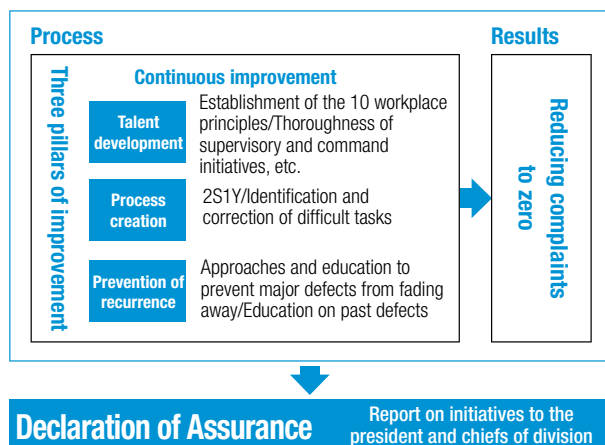 Process
Results
Three pillars of improvement
Continuous improvement
Talent
development
Establishment of the 10 workplace
principles/Thoroughness of
supervisory and command
initiatives, etc.
Process
creation
2S1Y/Identification and
correction of difficult tasks
Prevention of
recurrence
Approaches and education to
prevent major defects from fading
away/Education on past defects
Reducing complaints
to zero
Declaration of Assurance
Report on initiatives to the
president and chiefs of division